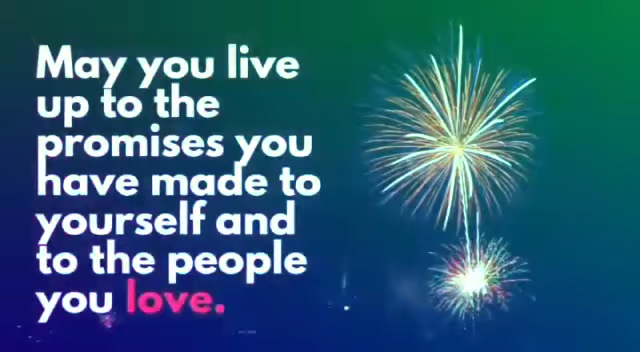 May you live
up to the
promises you
have made to
yourself and
to the people
you love.